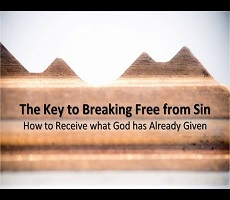 The Key to Breaking Free from Sin
How to Receive what God has Already Given